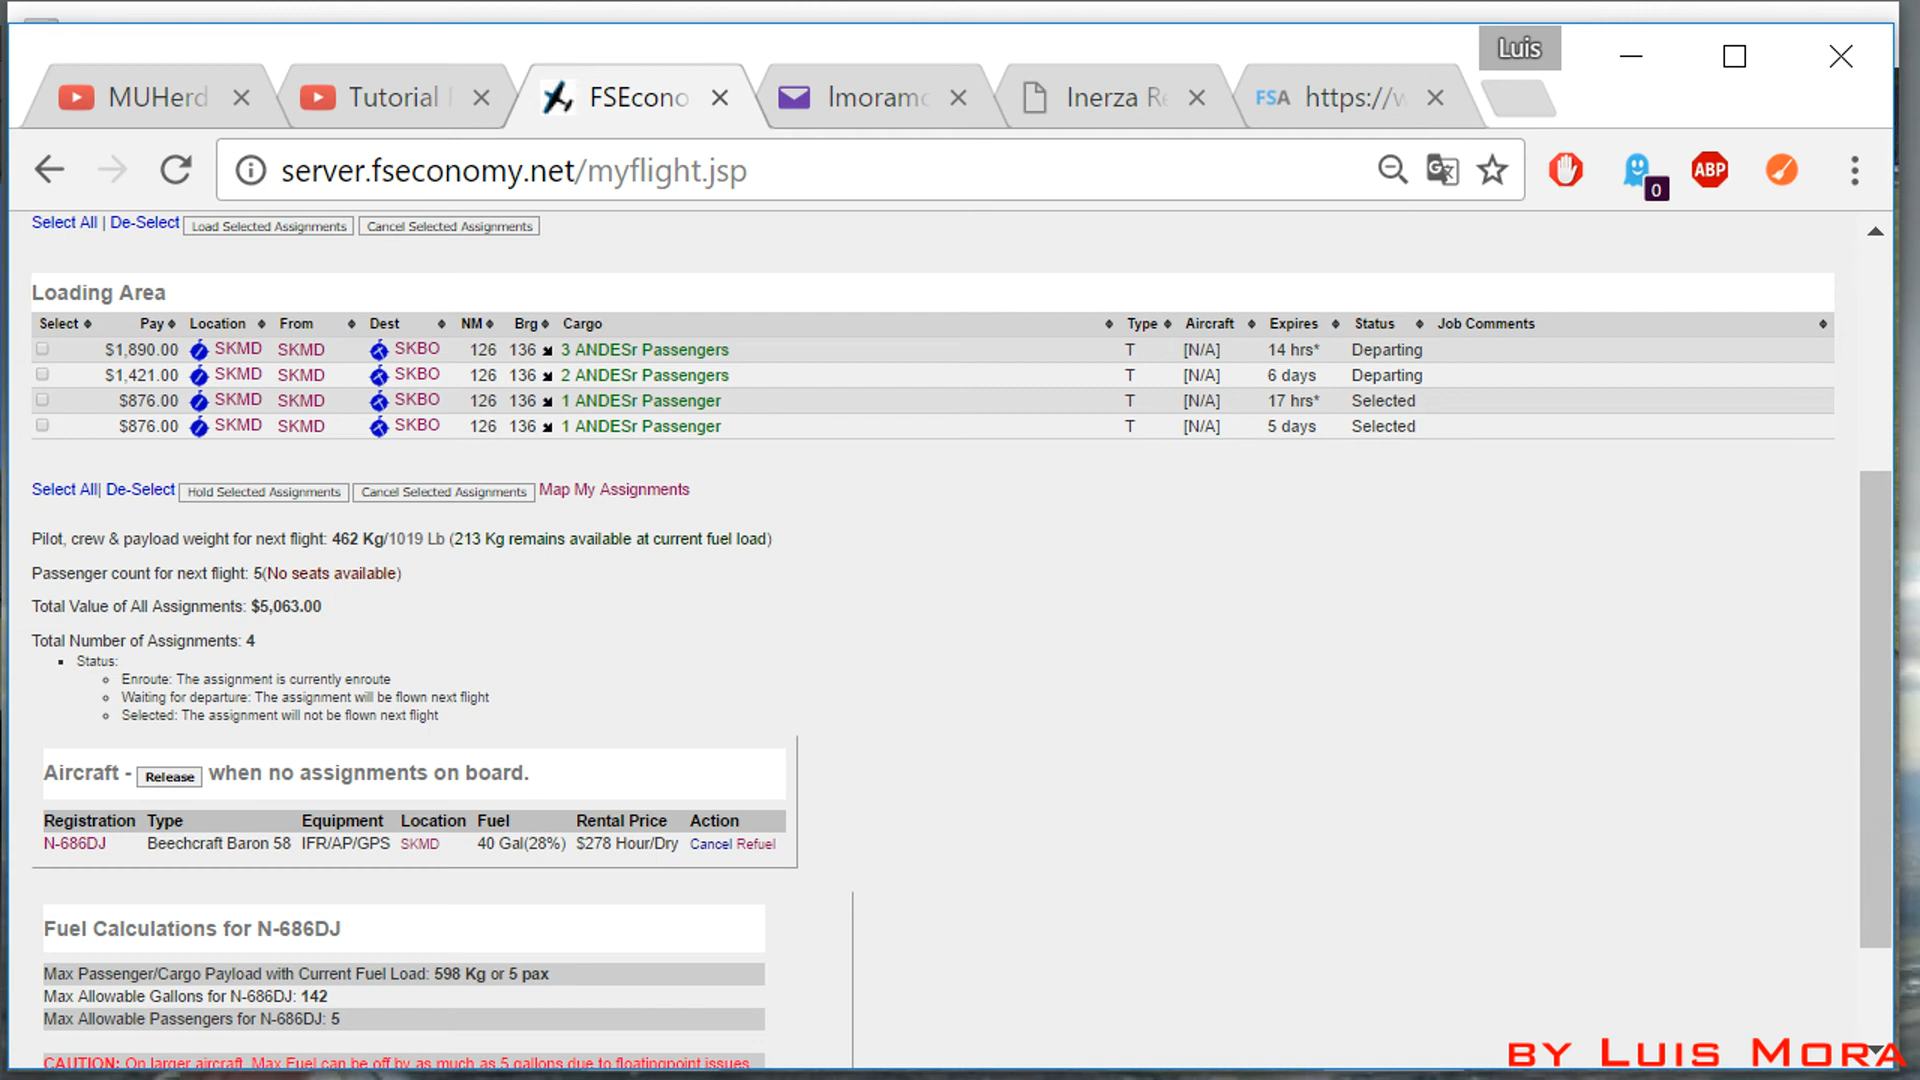 Luis
MUHerd
Tutorial
FSEcono
lmoramo
Inerza Re
FSA https://w
server.fseconomy.net/myflight.jsp
0
ABP
Select All | De-Select Load Selected Assignments Cancel Selected Assignments
Loading Area
Select Pay Location From Dest NM Brg Cargo Type Aircraft Expires Status Job Comments
$1,890.00 SKMD SKMD SKBO 126 136 3 ANDESr Passengers T [N/A] 14 hrs* Departing
$1,421.00 SKMD SKMD SKBO 126 136 2 ANDESr Passengers T [N/A] 6 days Departing
$876.00 SKMD SKMD SKBO 126 136 1 ANDESr Passenger T [N/A] 17 hrs* Selected
$876.00 SKMD SKMD SKBO 126 136 1 ANDESr Passenger T [N/A] 5 days Selected
Select All| De-Select Hold Selected Assignments Cancel Selected Assignments Map My Assignments
Pilot, crew & payload weight for next flight: 462 Kg/1019 Lb (213 Kg remains available at current fuel load)
Passenger count for next flight: 5(No seats available)
Total Value of All Assignments: $5,063.00
Total Number of Assignments: 4
Status:
Enroute: The assignment is currently enroute
Waiting for departure: The assignment will be flown next flight
Selected: The assignment will not be flown next flight
Aircraft - Release when no assignments on board.
Registration Type Equipment Location Fuel Rental Price Action
N-686DJ Beechcraft Baron 58 IFR/AP/GPS SKMD 40 Gal(28%) $278 Hour/Dry Cancel Refuel
Fuel Calculations for N-686DJ
Max Passenger/Cargo Payload with Current Fuel Load: 598 Kg or 5 pax
Max Allowable Gallons for N-686DJ: 142
Max Allowable Passengers for N-686DJ: 5
CAUTION: On larger aircraft, Max Fuel can be off by as much as 5 gallons due to floatingpoint issues
BY LUIS MORA